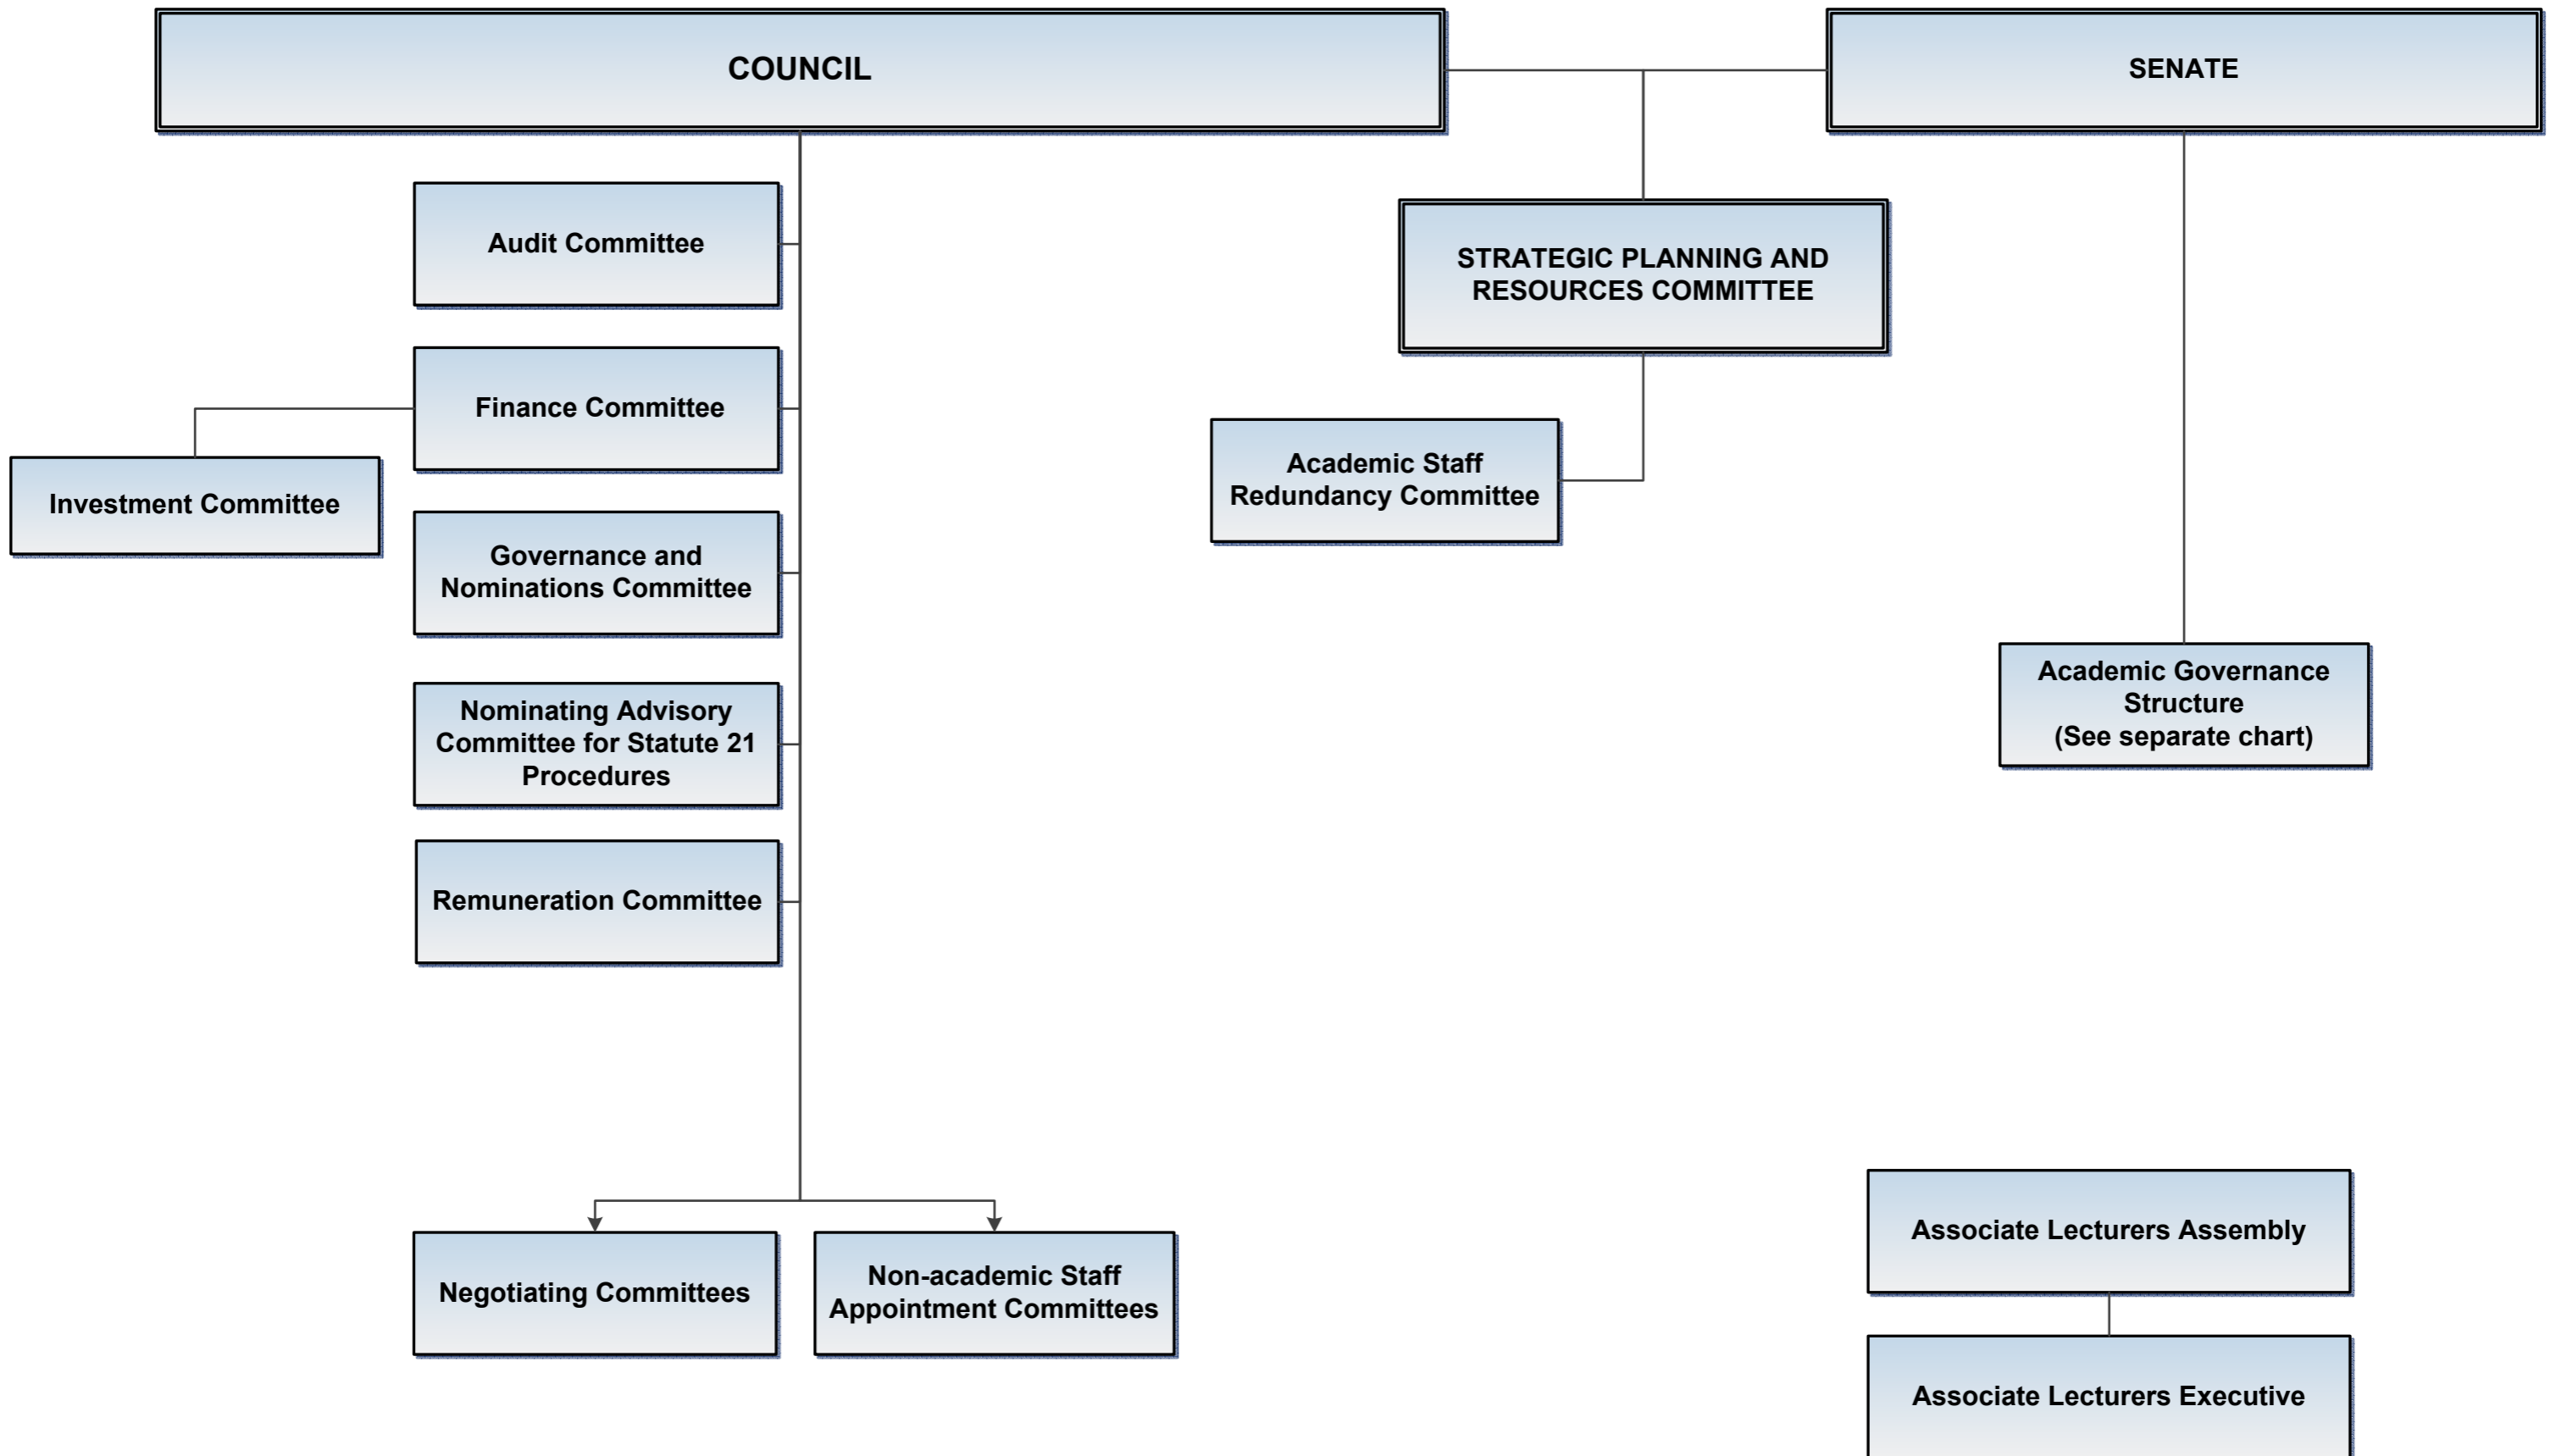 COUNCIL
SENATE
Audit Committee
STRATEGIC PLANNING AND
RESOURCES COMMITTEE
Finance Committee
Investment Committee
Academic Staff
Redundancy Committee
Governance and
Nominations Committee
Nominating Advisory
Committee for Statute 21
Procedures
Academic Governance
Structure
(See separate chart)
Remuneration Committee
Negotiating Committees
Non-academic Staff
Appointment Committees
Associate Lecturers Assembly
Associate Lecturers Executive